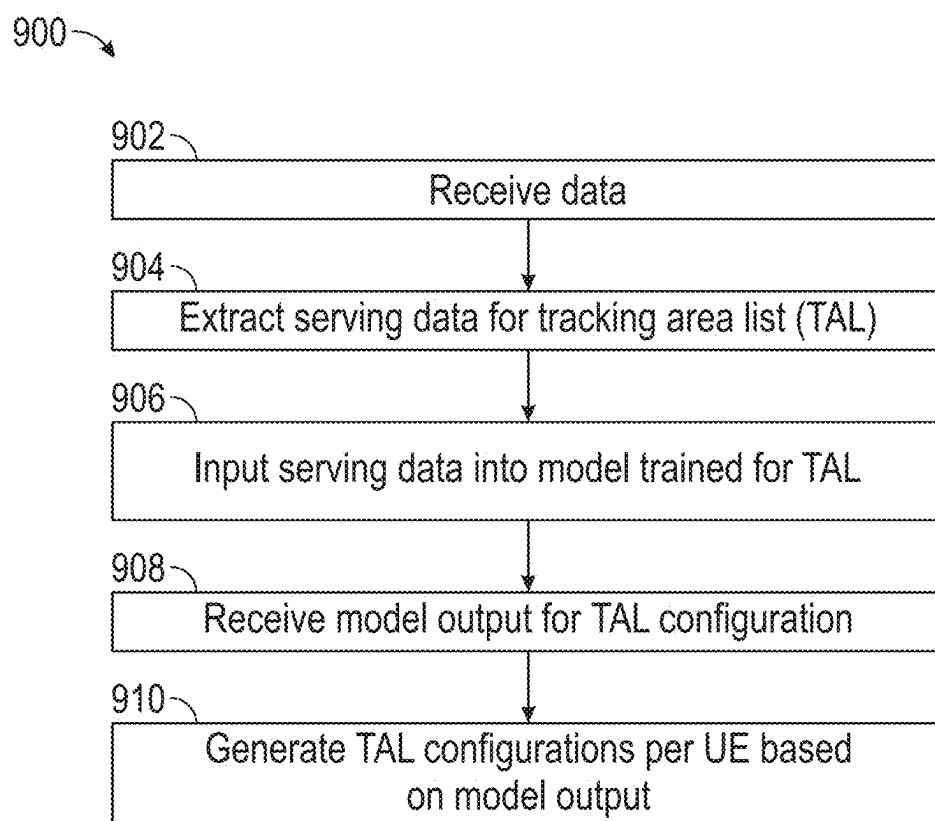 900
902
Receive data
904
Extract serving data for tracking area list (TAL)
906
Input serving data into model trained for TAL
908
Receive model output for TAL configuration
910
Generate TAL configurations per UE based
on model output